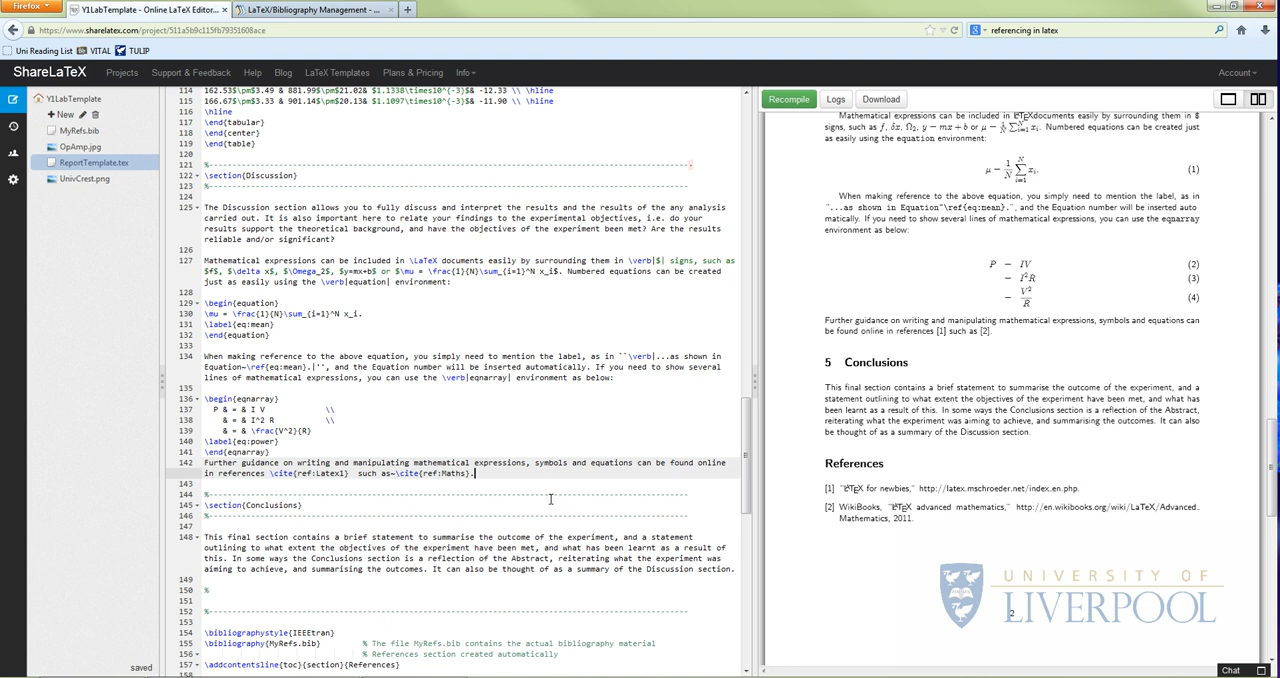 Firefox
Y1LabTemplate - Online LaTeX Editor...
LaTeX/Bibliography Management - ...
https://www.sharelatex.com/project/511a5b9c115fb79351608ace
referencing in latex
Uni Reading List
VITAL
TULIP
ShareLaTeX
Projects
Support & Feedback
Help
Blog
LaTeX Templates
Plans & Pricing
Info
Account
Y1LabTemplate
New
MyRefs.bib
OpAmp.jpg
ReportTemplate.tex
UnivCrest.png
saved
114 162.53$\pm$3.49 & 881.99$\pm$21.02& $1.1338\times10^{-3}$& -12.33 \\ \hline
115 166.67$\pm$3.33 & 901.14$\pm$20.13& $1.1097\times10^{-3}$& -11.90 \\ \hline
116 \hline
117 \end{tabular}
118 \end{center}
119 \end{table}
120
121 %------------------------------------------------------------------------------------------
122 \section{Discussion}
123 %------------------------------------------------------------------------------------------
124
125 The Discussion section allows you to fully discuss and interpret the results and the results of the any analysis
carried out. It is also important here to relate your findings to the experimental objectives, i.e. do your
results support the theoretical background, and have the objectives of the experiment been met? Are the results
reliable and/or significant?
126
127 Mathematical expressions can be included in \LaTeX documents easily by surrounding them in \verb|$| signs, such as
$f$, $\delta x$, $\Omega_2$, $y=mx+b$ or $\mu = \frac{1}{N}\sum_{i=1}^N x_i$. Numbered equations can be created
just as easily using the \verb|equation| environment:
128
129 \begin{equation}
130 \mu = \frac{1}{N}\sum_{i=1}^N x_i.
131 \label{eq:mean}
132 \end{equation}
133
134 When making reference to the above equation, you simply need to mention the label, as in ``\verb|...as shown in
Equation~\ref{eq:mean}.|'', and the Equation number will be inserted automatically. If you need to show several
lines of mathematical expressions, you can use the \verb|eqnarray| environment as below:
135
136 \begin{eqnarray}
137 P & = & I V \\
138 & = & I^2 R \\
139 & = & \frac{V^2}{R}
140 \label{eq:power}
141 \end{eqnarray}
142 Further guidance on writing and manipulating mathematical expressions, symbols and equations can be found online
in references \cite{ref:Latex1} such as~\cite{ref:Maths}.
143
144 %------------------------------------------------------------------------------------------
145 \section{Conclusions}
146 %------------------------------------------------------------------------------------------
147
148 This final section contains a brief statement to summarise the outcome of the experiment, and a statement
outlining to what extent the objectives of the experiment have been met, and what has been learnt as a result of
this. In some ways the Conclusions section is a reflection of the Abstract, reiterating what the experiment was
aiming to achieve, and summarising the outcomes. It can also be thought of as a summary of the Discussion section.
149
150 %
151
152 %------------------------------------------------------------------------------------------
153
154 \bibliographystyle{IEEEtran}
155 \bibliography{MyRefs.bib} % The file MyRefs.bib contains the actual bibliography material
156 % References section created automatically
157 \addcontentsline{toc}{section}{References}
158
Recompile
Logs
Download
Mathematical expressions can be included in LaTeXdocuments easily by surrounding them in $
signs, such as f, δx, Ω₂, y = mx + b or μ = 1/N ∑ᵢ₌₁ᴺ xᵢ. Numbered equations can be created just
as easily using the equation environment:
μ = 1/N ∑ᵢ₌₁ᴺ xᵢ. (1)
When making reference to the above equation, you simply need to mention the label, as in
"...as shown in Equation~\ref{eq:mean}.", and the Equation number will be inserted auto
matically. If you need to show several lines of mathematical expressions, you can use the eqnarray
environment as below:
P = IV (2)
= I²R (3)
= V²/R (4)
Further guidance on writing and manipulating mathematical expressions, symbols and equations can
be found online in references [1] such as [2].
5 Conclusions
This final section contains a brief statement to summarise the outcome of the experiment, and a
statement outlining to what extent the objectives of the experiment have been met, and what has
been learnt as a result of this. In some ways the Conclusions section is a reflection of the Abstract,
reiterating what the experiment was aiming to achieve, and summarising the outcomes. It can also
be thought of as a summary of the Discussion section.
References
[1] "LaTeX for newbies," http://latex.mschroeder.net/index.en.php.
[2] WikiBooks, "LaTeX advanced mathematics," http://en.wikibooks.org/wiki/LaTeX/Advanced_
Mathematics, 2011.
UNIVERSITY OF
LIVERPOOL
2
Chat